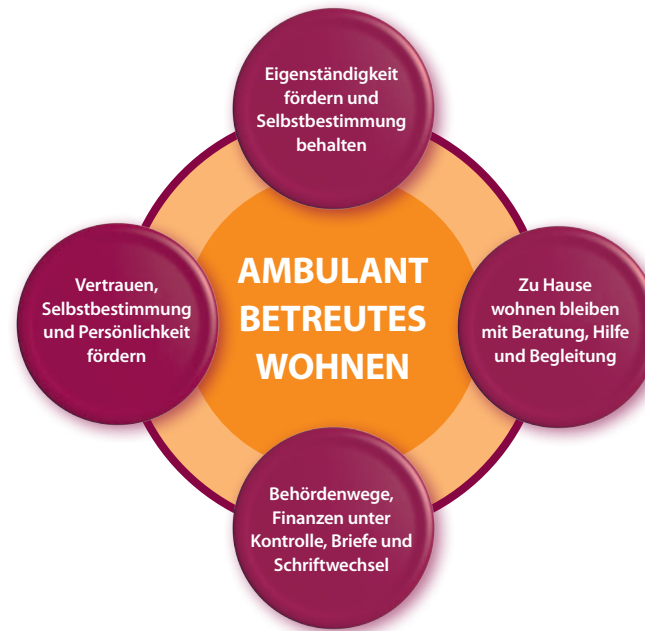 Eigenständigkeit
fördern und
Selbstbestimmung
behalten
Vertrauen,
Selbstbestimmung
und Persönlichkeit
fördern
AMBULANT
BETREUTES
WOHNEN
Zu Hause
wohnen bleiben
mit Beratung, Hilfe
und Begleitung
Behördenwege,
Finanzen unter
Kontrolle, Briefe und
Schriftwechsel